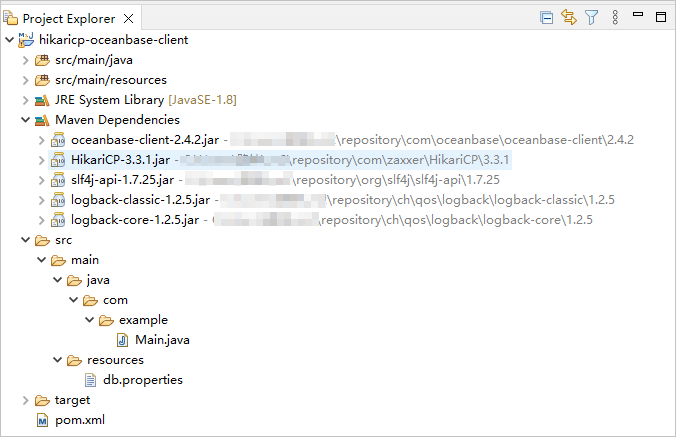 Project Explorer
hikaricp-oceanbase-client
src/main/java
src/main/resources
JRE System Library [JavaSE-1.8]
Maven Dependencies
oceanbase-client-2.4.2.jar - \repository\com\oceanbase\oceanbase-client\2.4.2
HikariCP-3.3.1.jar - \repository\com\zaxxer\HikariCP\3.3.1
slf4j-api-1.7.25.jar - \repository\org\slf4j\slf4j-api\1.7.25
logback-classic-1.2.5.jar - \repository\ch\qos\logback\logback-classic\1.2.5
logback-core-1.2.5.jar - \repository\ch\qos\logback\logback-core\1.2.5
src
main
java
com
example
Main.java
resources
db.properties
target
pom.xml